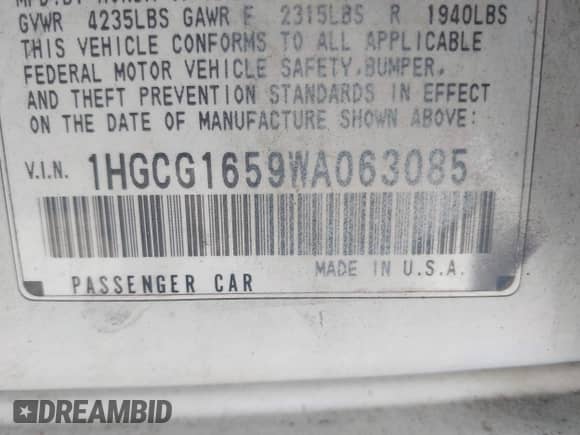 GVWR 4235LBS GAWR F 2315LBS R 1940LBS
THIS VEHICLE CONFORMS TO ALL APPLICABLE
FEDERAL MOTOR VEHICLE SAFETY,BUMPER,
AND THEFT PREVENTION STANDARDS IN EFFECT
ON THE DATE OF MANUFACTURE SHOWN ABOVE:
V.I.N. 1HGCG1659WA063085
PASSENGER CAR MADE IN U.S.A.
DREAMBID